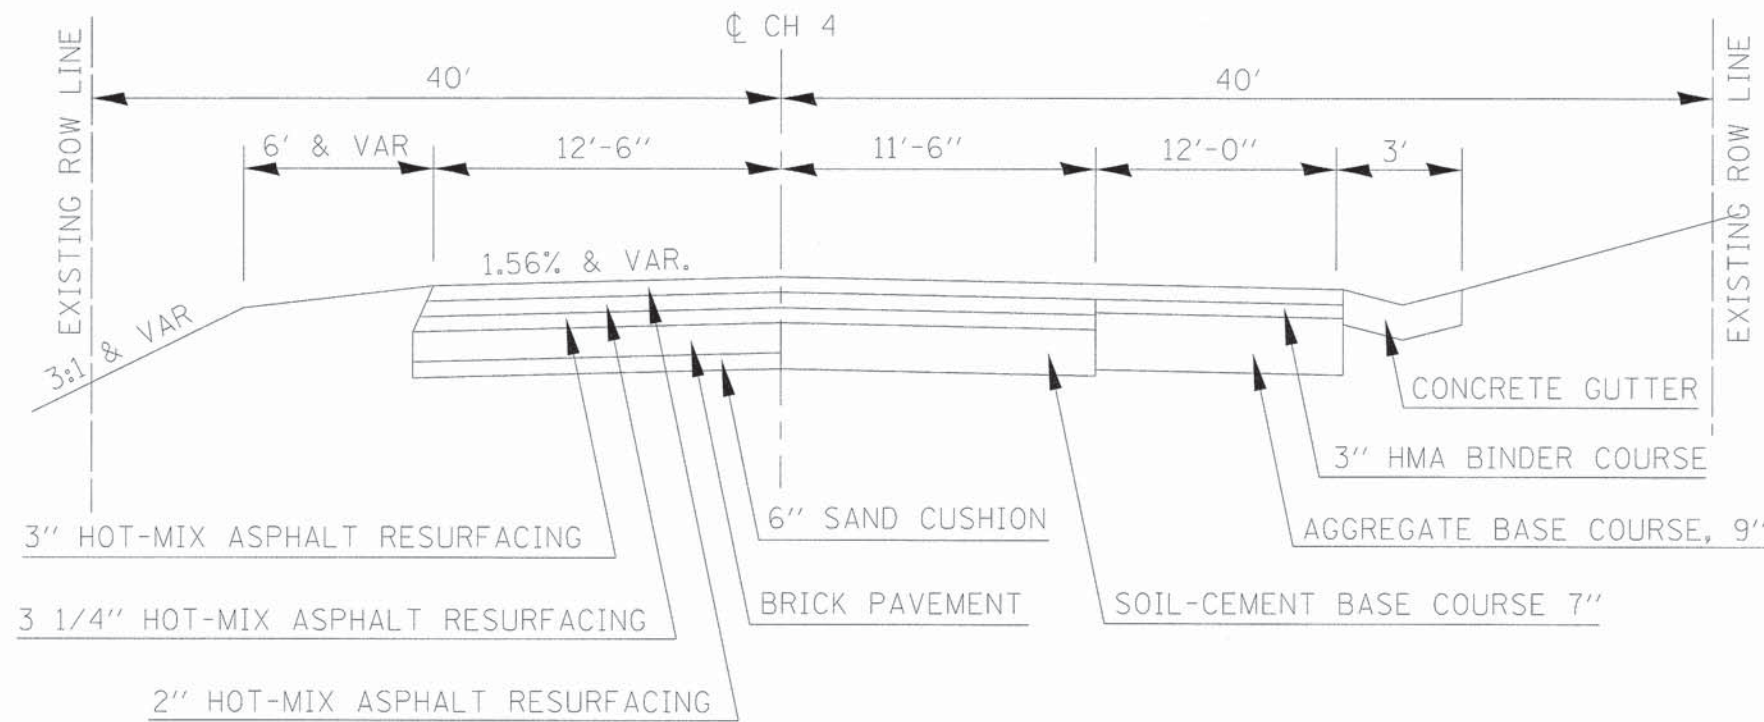 ℄ CH 4
EXISTING ROW LINE
40'
40'
EXISTING ROW LINE
6' & VAR
12'-6"
11'-6"
12'-0"
3'
1.56% & VAR.
3:1 & VAR
CONCRETE GUTTER
3" HMA BINDER COURSE
6" SAND CUSHION
AGGREGATE BASE COURSE, 9"
3" HOT-MIX ASPHALT RESURFACING
BRICK PAVEMENT
SOIL-CEMENT BASE COURSE 7"
3 1/4" HOT-MIX ASPHALT RESURFACING
2" HOT-MIX ASPHALT RESURFACING